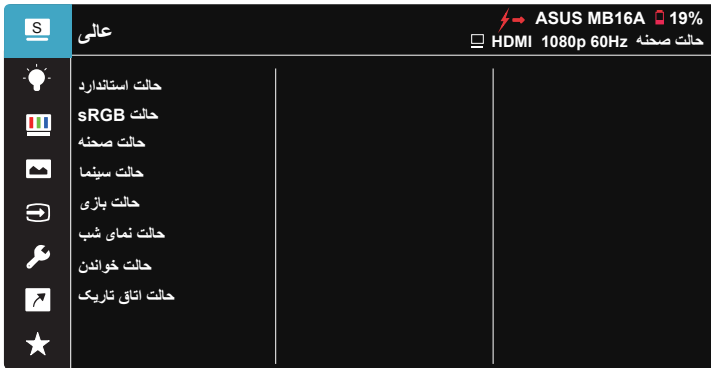 S
عالی
ASUS MB16A 19%
حالت صحنه HDMI 1080p 60Hz
حالت استاندارد
حالت sRGB
حالت صحنه
حالت سینما
حالت بازی
حالت نمای شب
حالت خواندن
حالت اتاق تاریک